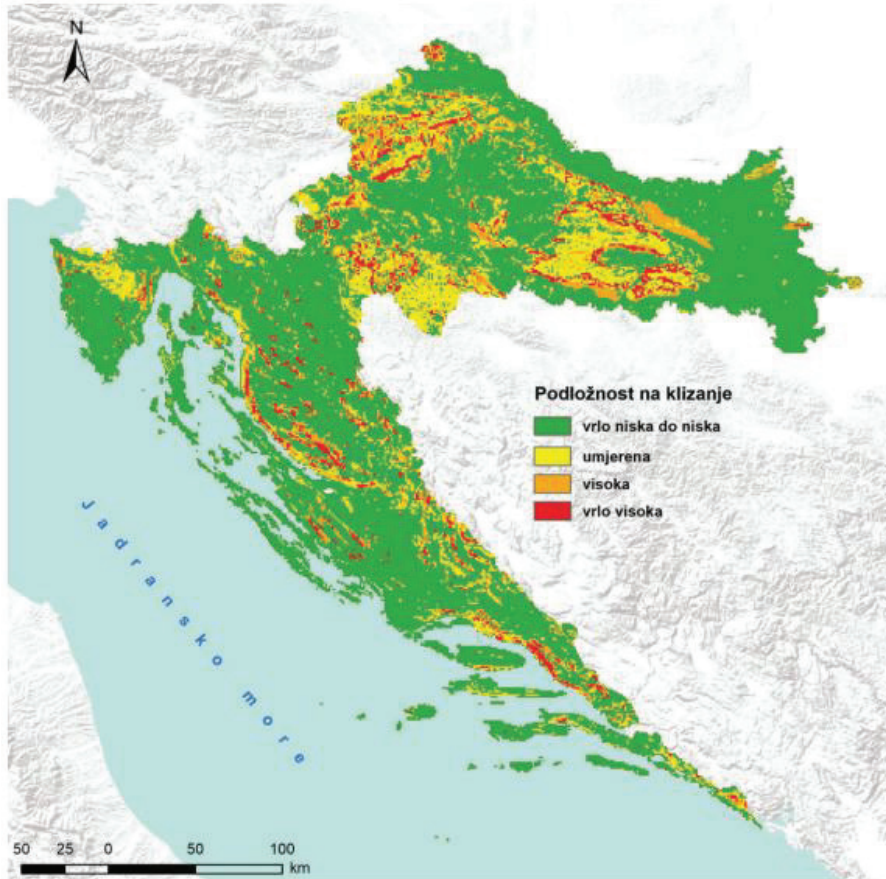 N
Podložnost na klizanje
vrlo niska do niska
umjerena
visoka
vrlo visoka
Jadransko more
50 25 0 50 100
km